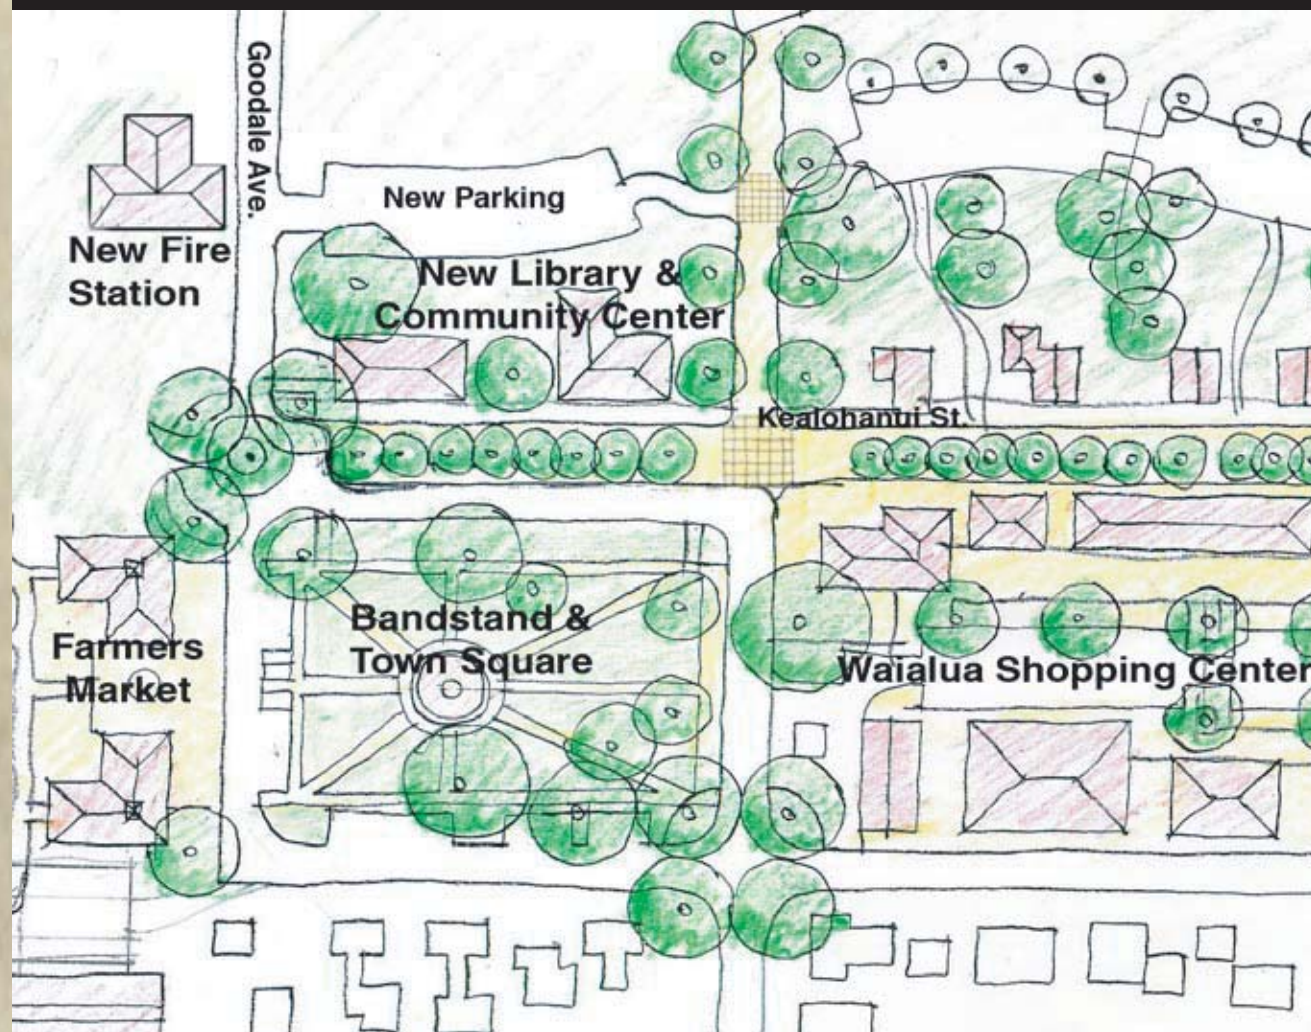 Goodale Ave.
New Parking
New Fire
Station
New Library &
Community Center
Kealohanui St.
Bandstand &
Town Square
Farmers
Market
Waialua Shopping Center